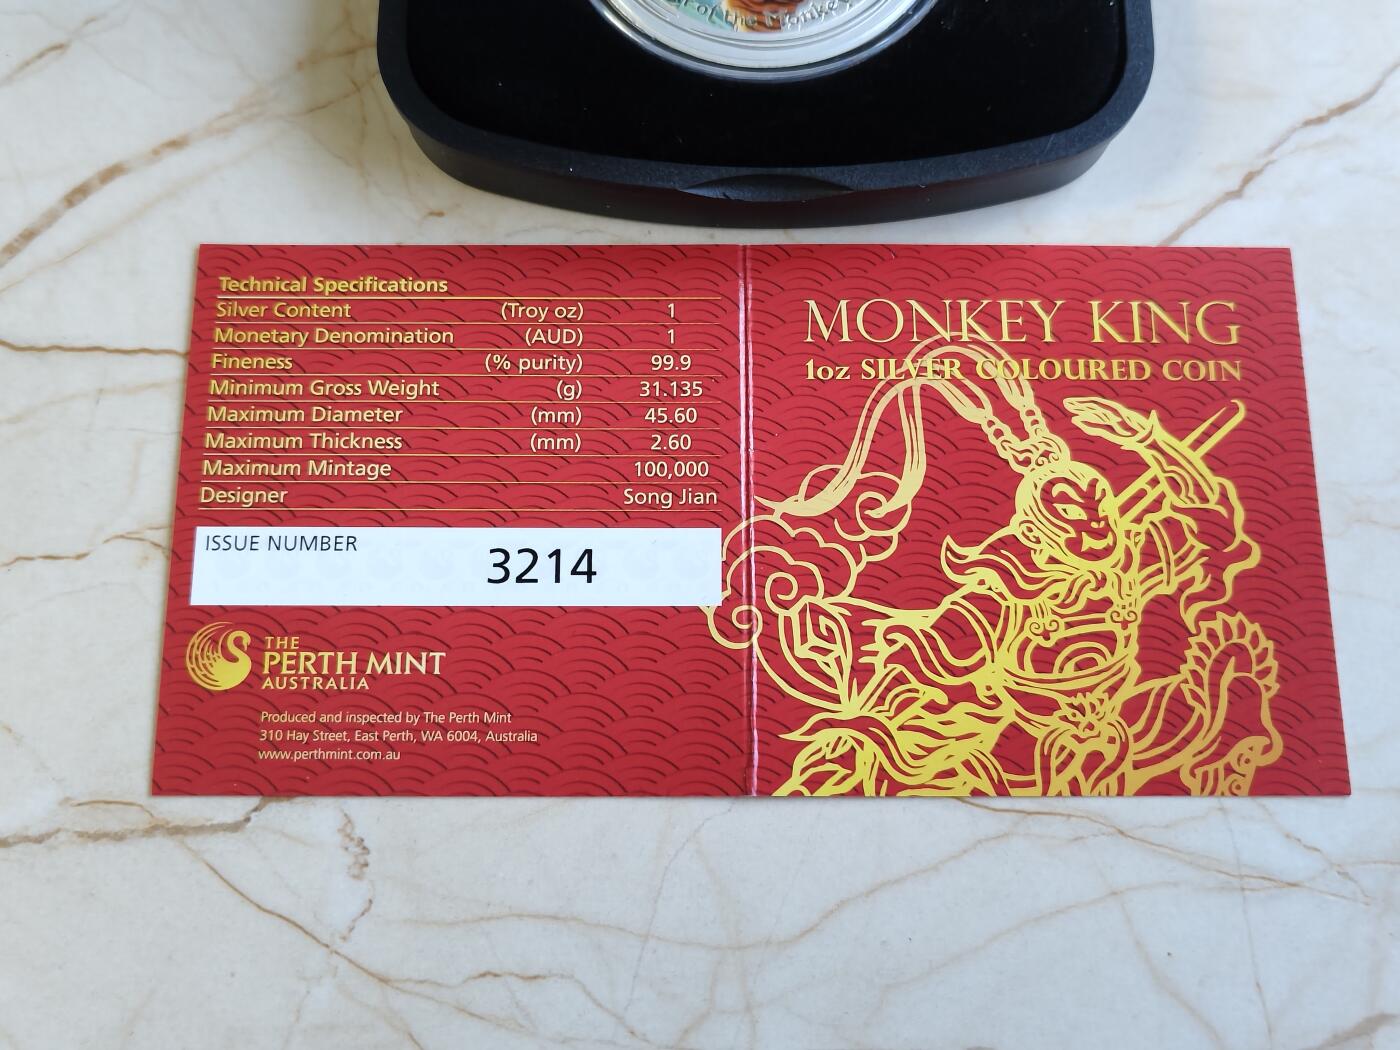 of the Monkey
Technical Specifications
Silver Content (Troy oz) 1
Monetary Denomination (AUD) 1
Fineness (% purity) 99.9
Minimum Gross Weight (g) 31.135
Maximum Diameter (mm) 45.60
Maximum Thickness (mm) 2.60
Maximum Mintage 100,000
Designer Song Jian
ISSUE NUMBER 3214
THE
PERTH MINT
AUSTRALIA
Produced and inspected by The Perth Mint
310 Hay Street, East Perth, WA 6004, Australia
www.perthmint.com.au
MONKEY KING
1oz SILVER COLOURED COIN